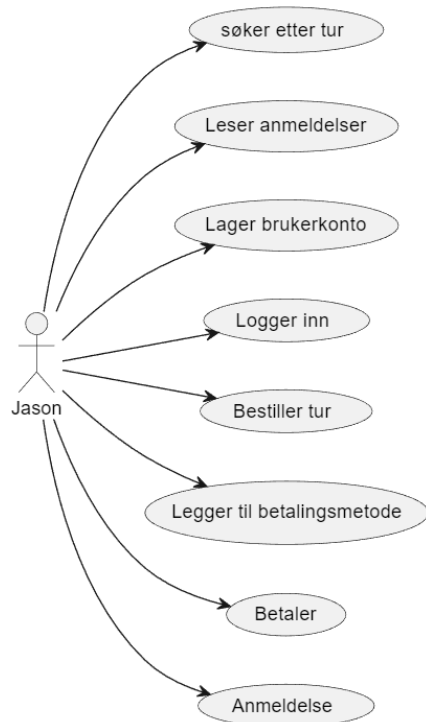 søker etter tur
Leser anmeldelser
Lager brukerkonto
Logger inn
Jason
Bestiller tur
Legger til betalingsmetode
Betaler
Anmeldelse